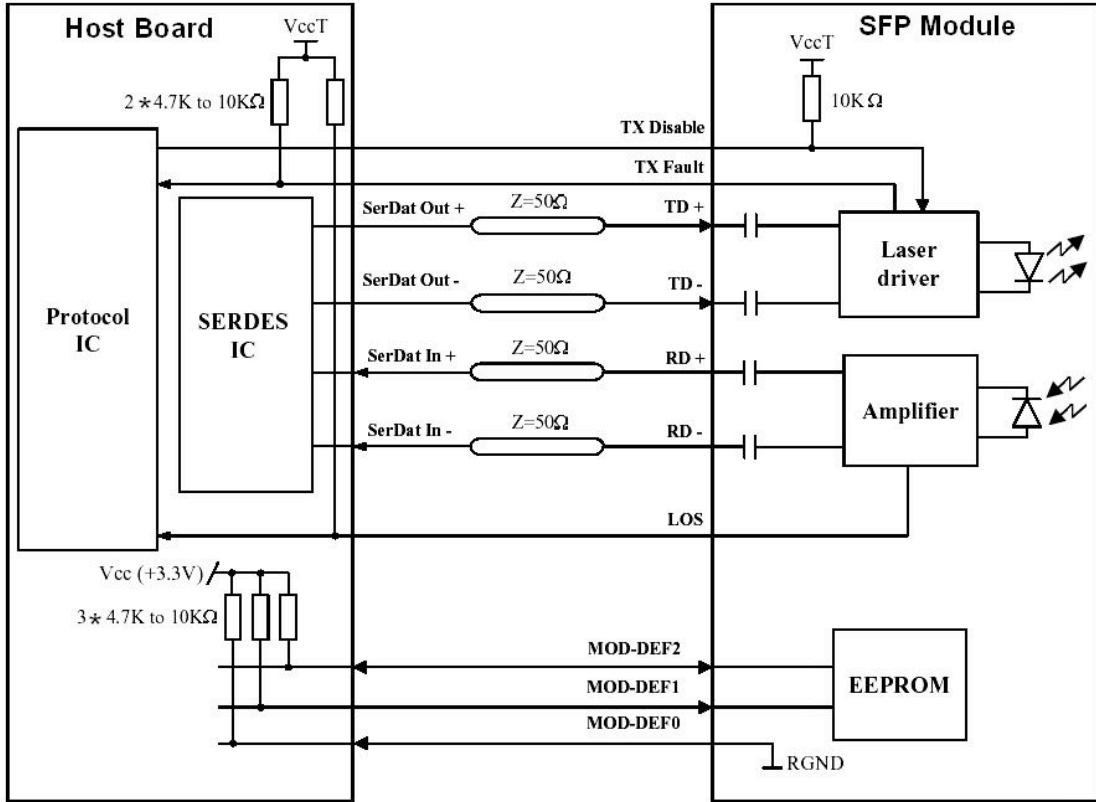 Host Board
SFP Module
VccT
VccT
2*4.7K to 10KΩ
10KΩ
TX Disable
TX Fault
SerDat Out +
Z=50Ω
TD +
SerDat Out -
Z=50Ω
TD -
Laser
driver
Protocol
IC
SERDES
IC
SerDat In +
Z=50Ω
RD +
SerDat In -
Z=50Ω
RD -
Amplifier
LOS
Vcc (+3.3V)
3*4.7K to 10KΩ
MOD-DEF2
MOD-DEF1
MOD-DEF0
EEPROM
RGND